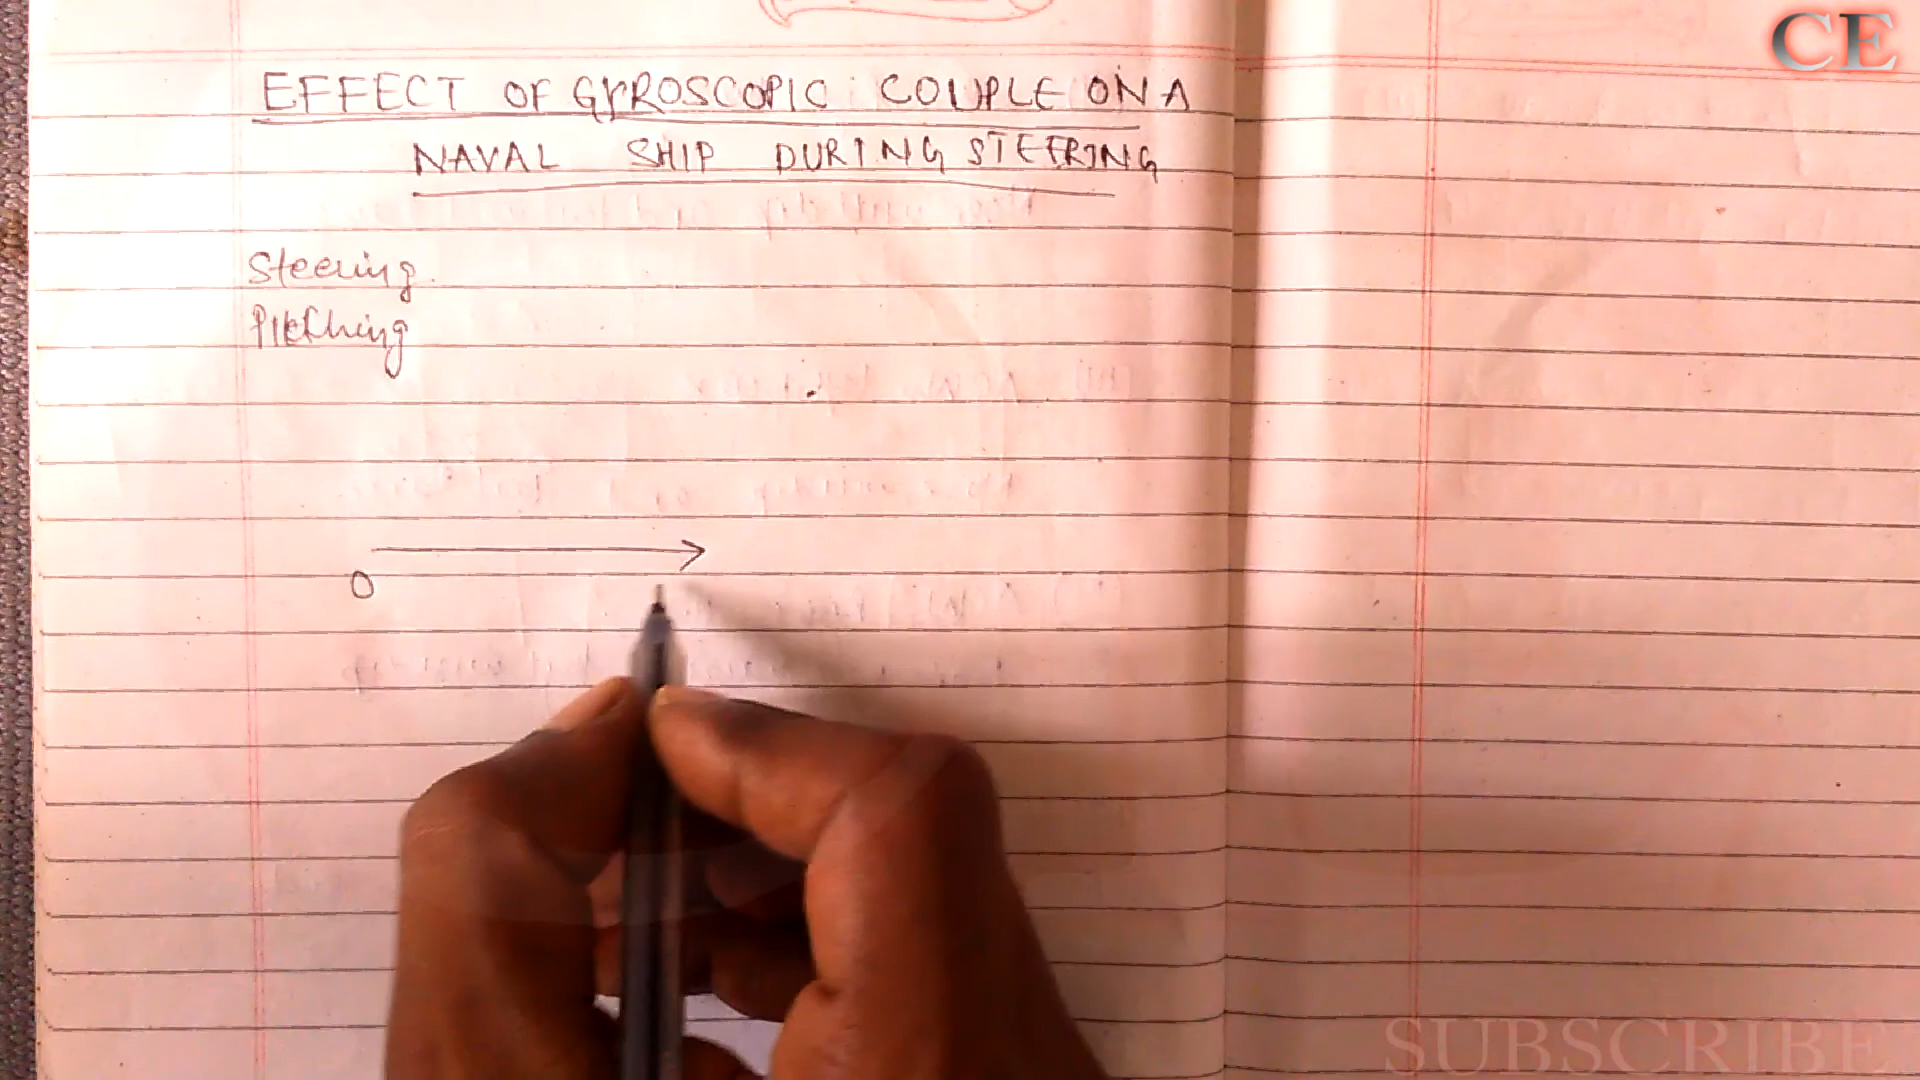 CE
EFFECT OF GYROSCOPIC COUPLE ON A
NAVAL SHIP DURING STEERING
Steering
Pitching
O
SUBSCRIBE